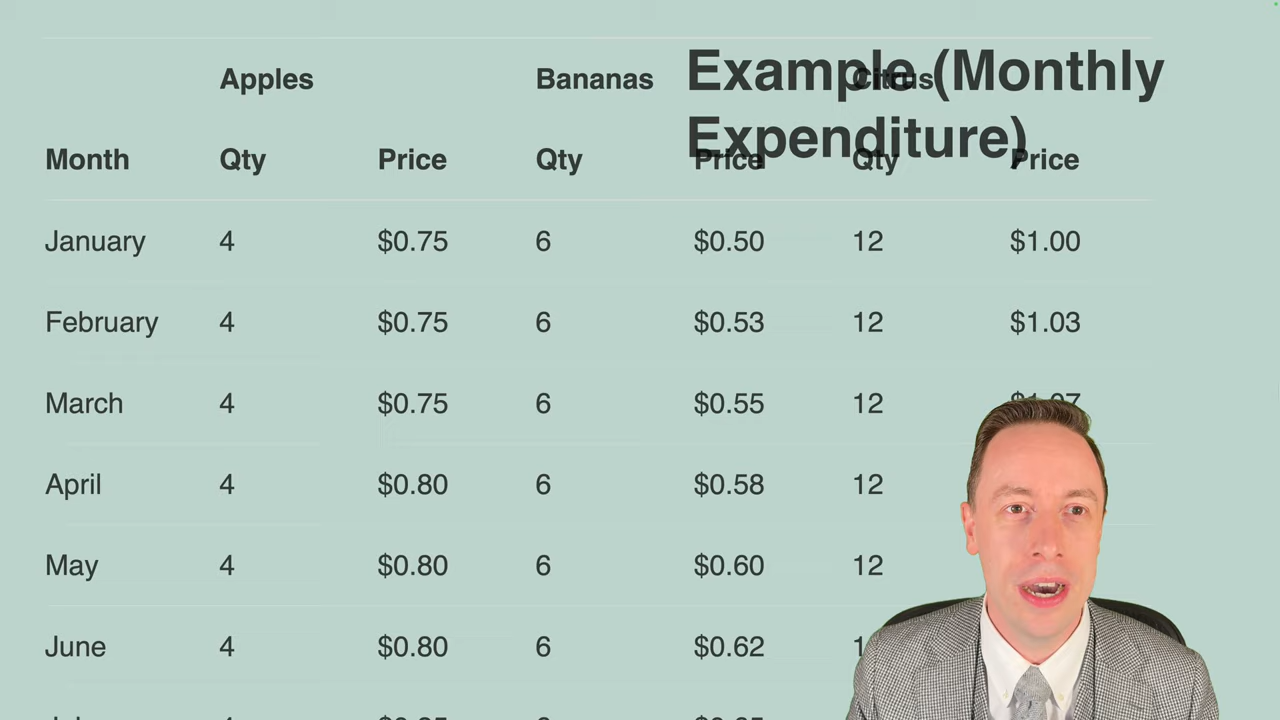 Example (Monthly
Expenditure)
Apples Bananas Citrus
Month Qty Price Qty Price Qty Price
January 4 $0.75 6 $0.50 12 $1.00
February 4 $0.75 6 $0.53 12 $1.03
March 4 $0.75 6 $0.55 12 $1.07
April 4 $0.80 6 $0.58 12
May 4 $0.80 6 $0.60 12
June 4 $0.80 6 $0.62